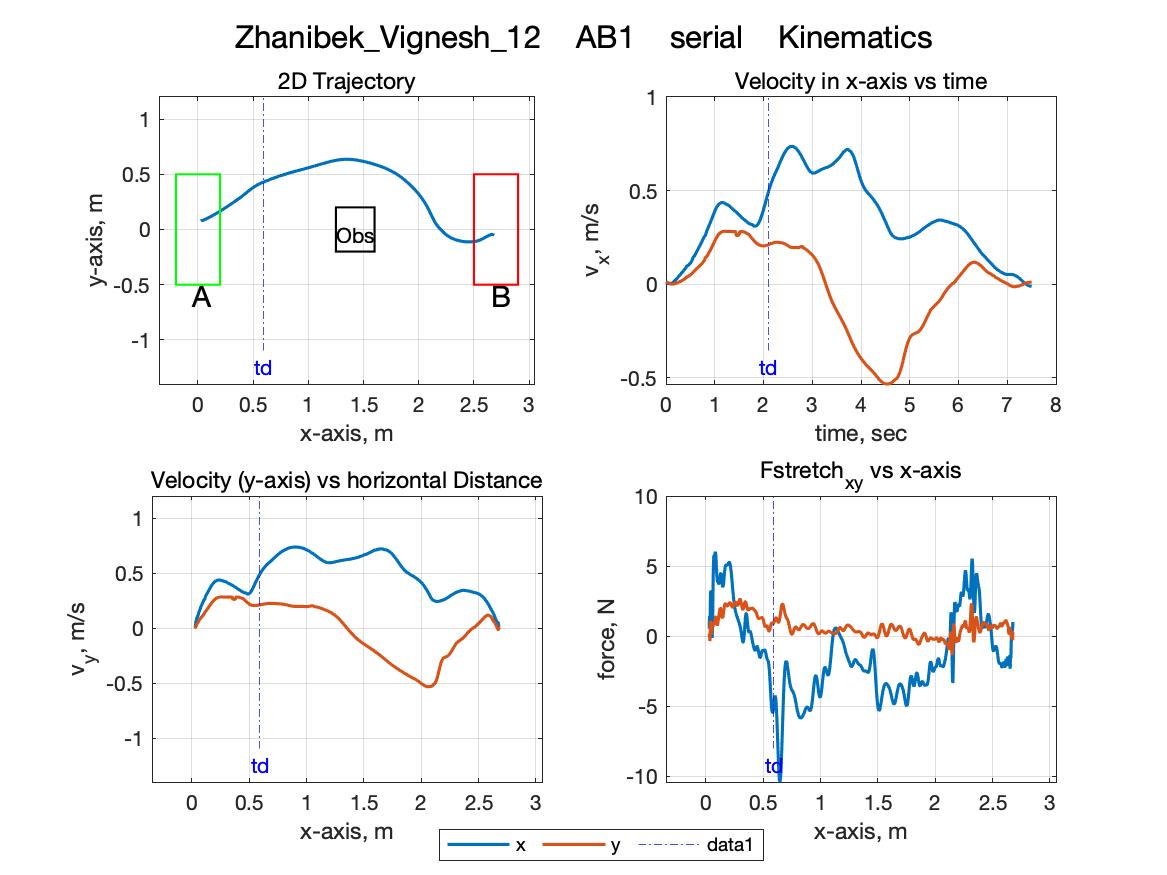 Zhanibek_Vignesh_12 AB1 serial Kinematics
2D Trajectory
1
0.5
0
-0.5
-1
y-axis, m
A
Obs
B
td
0 0.5 1 1.5 2 2.5 3
x-axis, m
Velocity in x-axis vs time
1
0.5
0
-0.5
v_x, m/s
td
0 1 2 3 4 5 6 7 8
time, sec
Velocity (y-axis) vs horizontal Distance
1
0.5
0
-0.5
-1
v_y, m/s
td
0 0.5 1 1.5 2 2.5 3
x-axis, m
Fstretch_xy vs x-axis
10
5
0
-5
-10
force, N
td
0 0.5 1 1.5 2 2.5 3
x-axis, m
x y data1